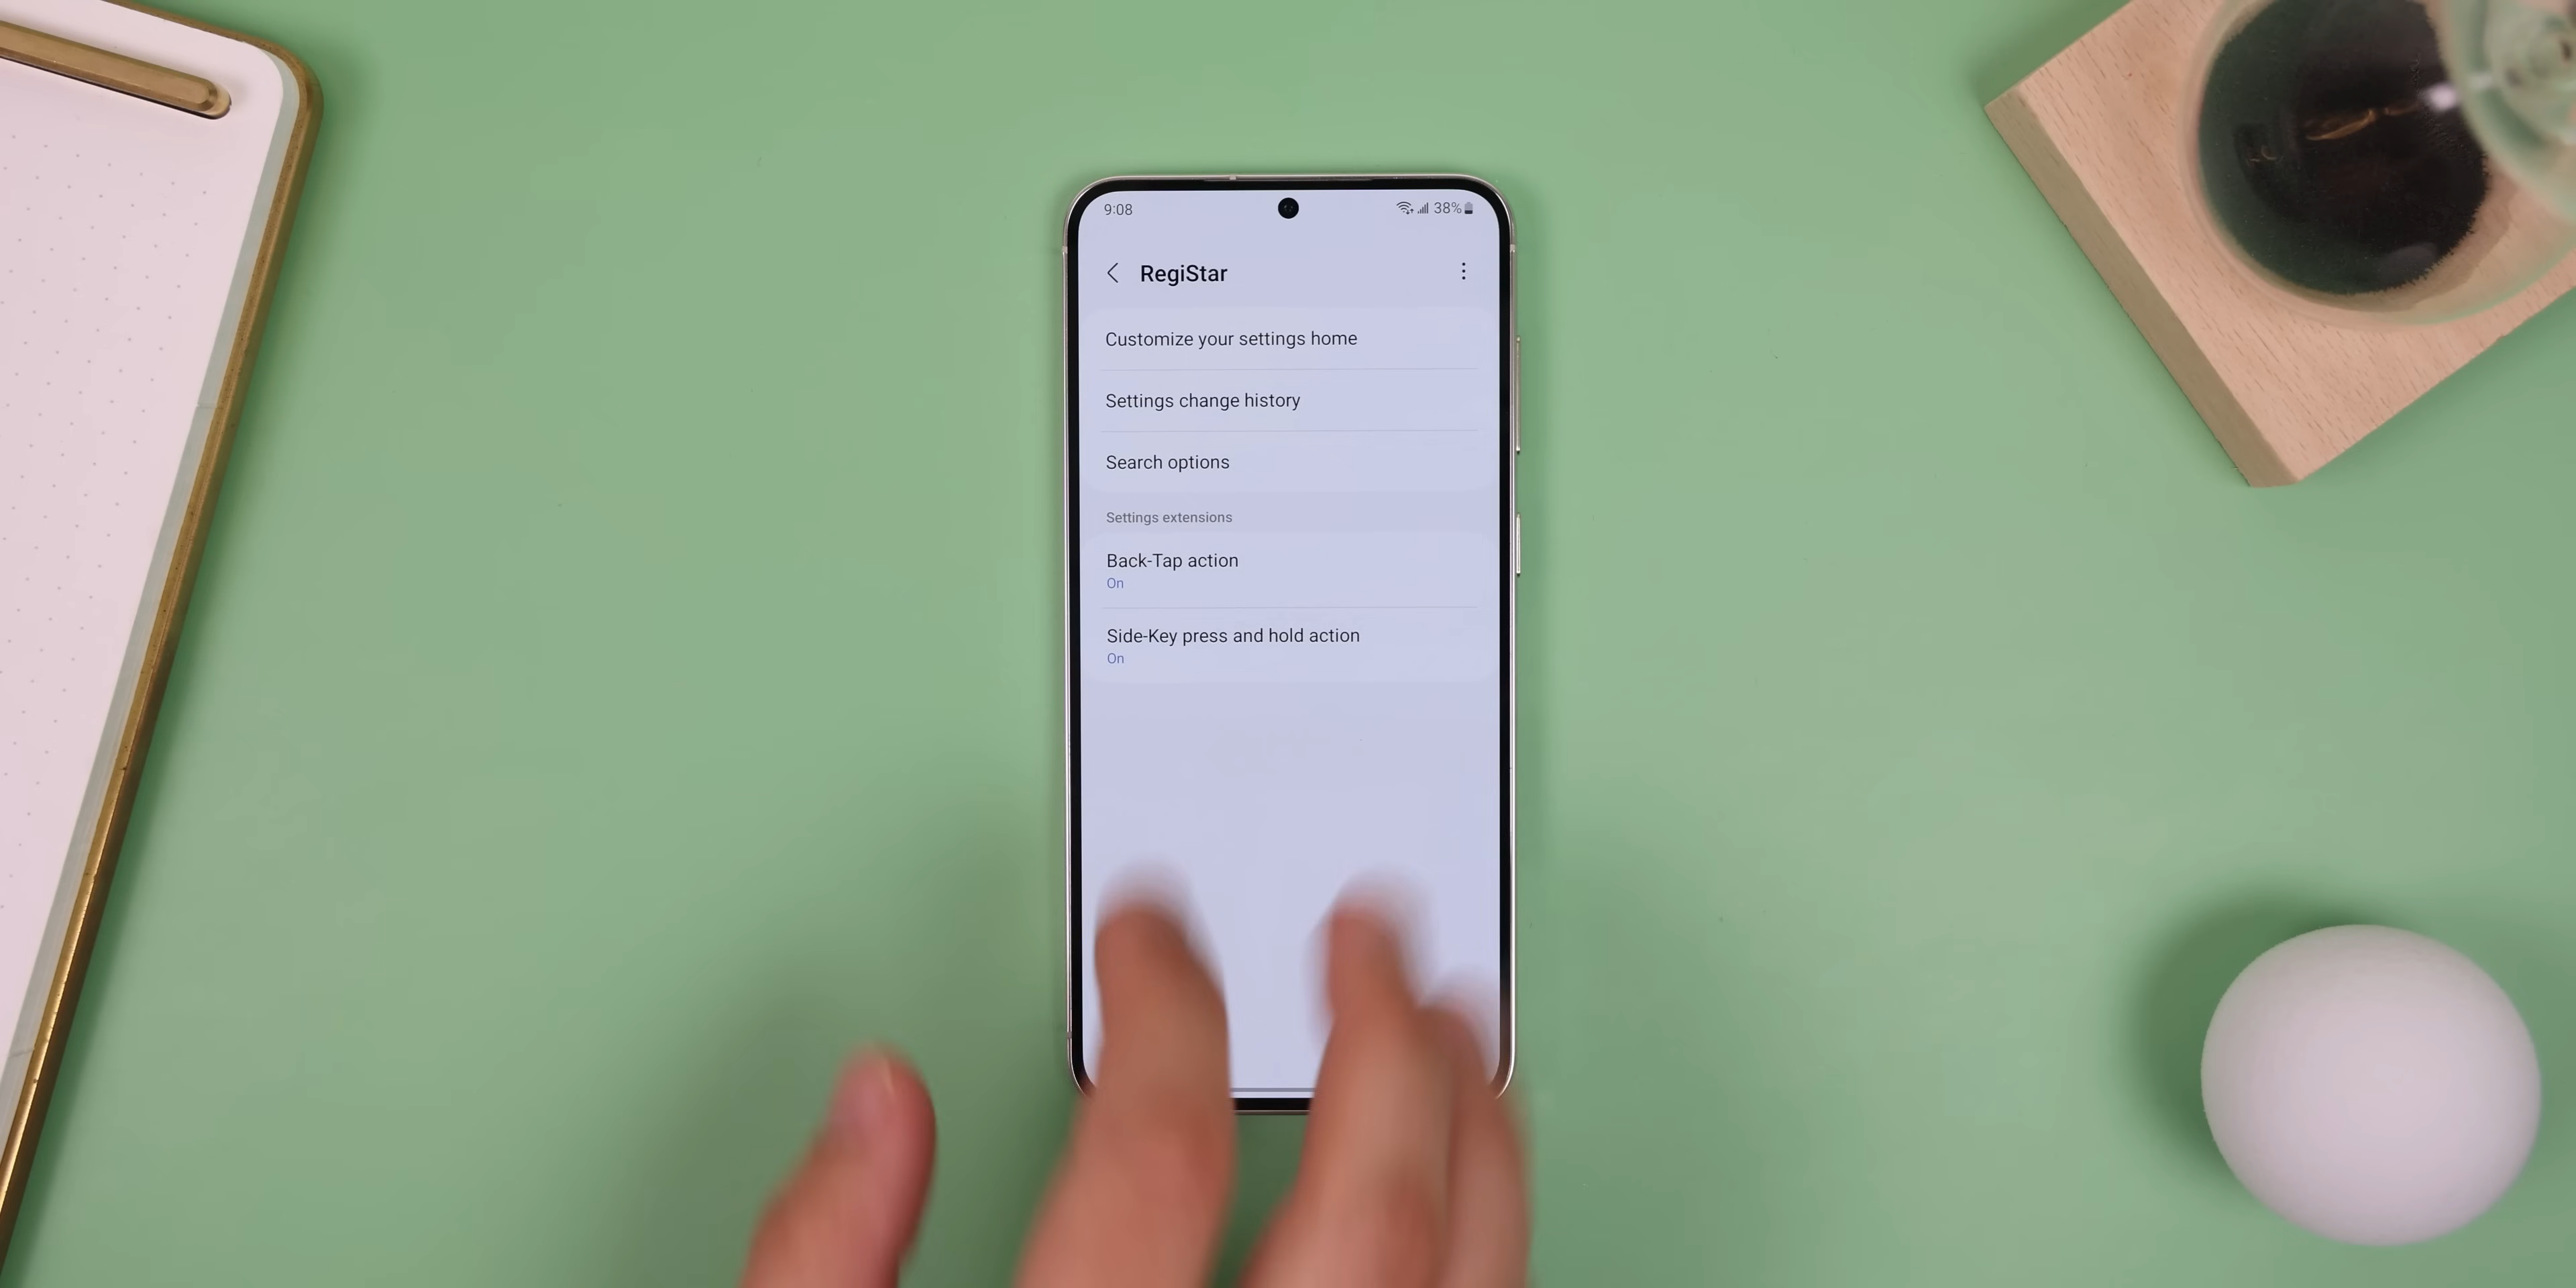 9:08
38%
RegiStar
Customize your settings home
Settings change history
Search options
Settings extensions
Back-Tap action
On
Side-Key press and hold action
On